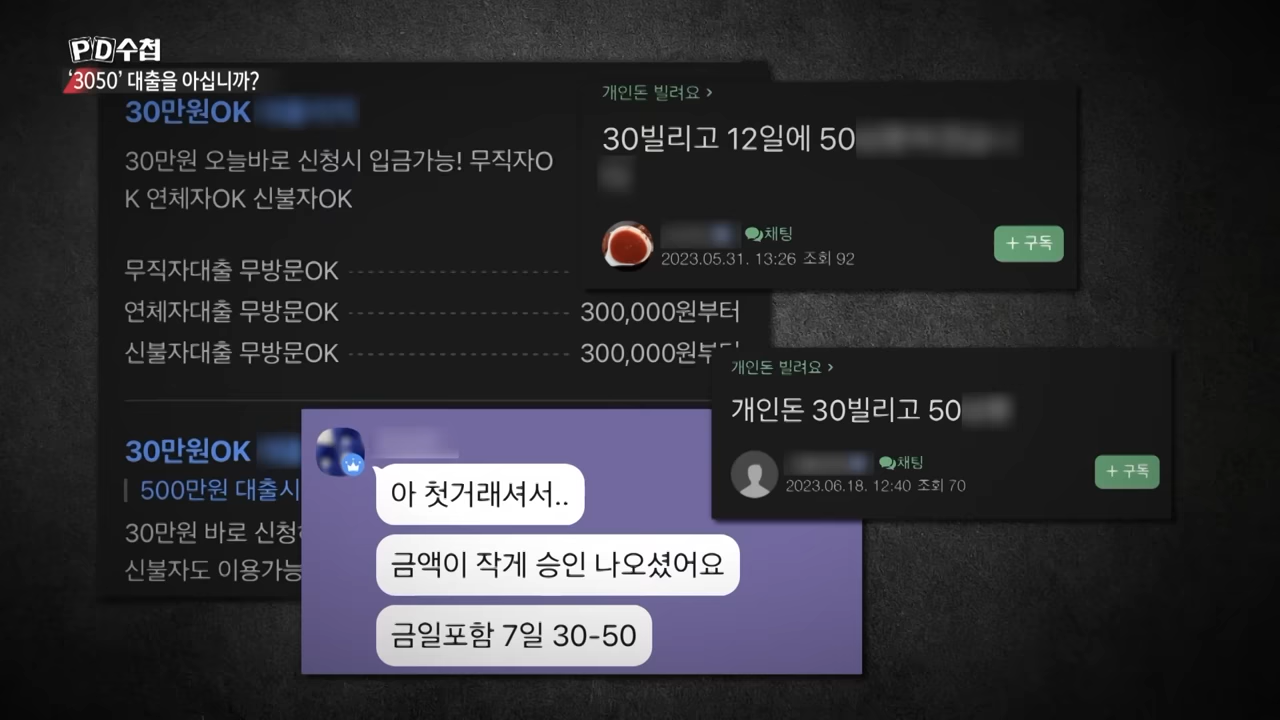 PD수첩
'3050' 대출을 아십니까?
30만원OK
30만원 오늘바로 신청시 입금가능! 무직자O
K 연체자OK 신불자OK
무직자대출 무방문OK
연체자대출 무방문OK 300,000원부터
신불자대출 무방문OK 300,000원부터
30만원OK
500만원 대출시
30만원 바로 신청
신불자도 이용가능
개인돈 빌려요 >
30빌리고 12일에 50
채팅
2023.05.31. 13:26 조회 92
+ 구독
개인돈 빌려요 >
개인돈 30빌리고 50
채팅
2023.06.18. 12:40 조회 70
+ 구독
아 첫거래셔서..
금액이 작게 승인 나오셨어요
금일포함 7일 30-50